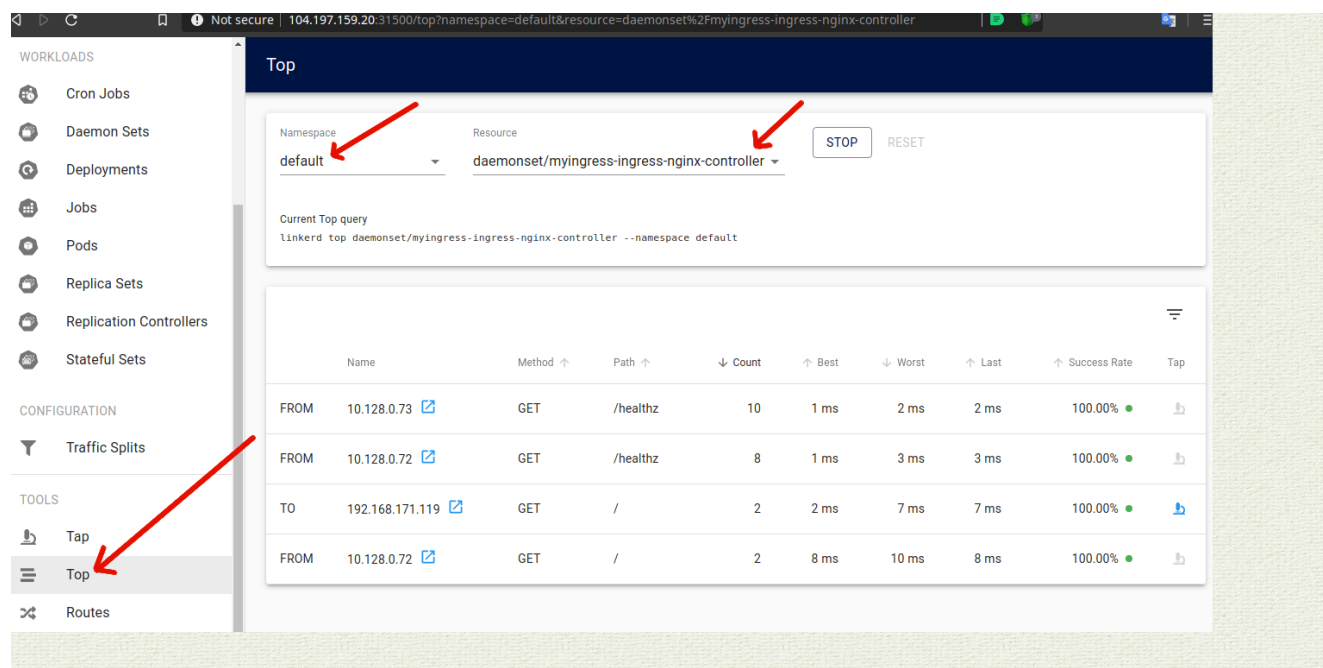 Not secure 104.197.159.20:31500/top?namespace=default&resource=daemonset%2Fmyingress-ingress-nginx-controller
WORKLOADS
Cron Jobs
Daemon Sets
Deployments
Jobs
Pods
Replica Sets
Replication Controllers
Stateful Sets
CONFIGURATION
Traffic Splits
TOOLS
Tap
Top
Routes
Top
Namespace Resource
default daemonset/myingress-ingress-nginx-controller STOP RESET
Current Top query
linkerd top daemonset/myingress-ingress-nginx-controller --namespace default
Name Method Path Count Best Worst Last Success Rate Tap
FROM 10.128.0.73 GET /healthz 10 1 ms 2 ms 2 ms 100.00%
FROM 10.128.0.72 GET /healthz 8 1 ms 3 ms 3 ms 100.00%
TO 192.168.171.119 GET / 2 2 ms 7 ms 7 ms 100.00%
FROM 10.128.0.72 GET / 2 8 ms 10 ms 8 ms 100.00%